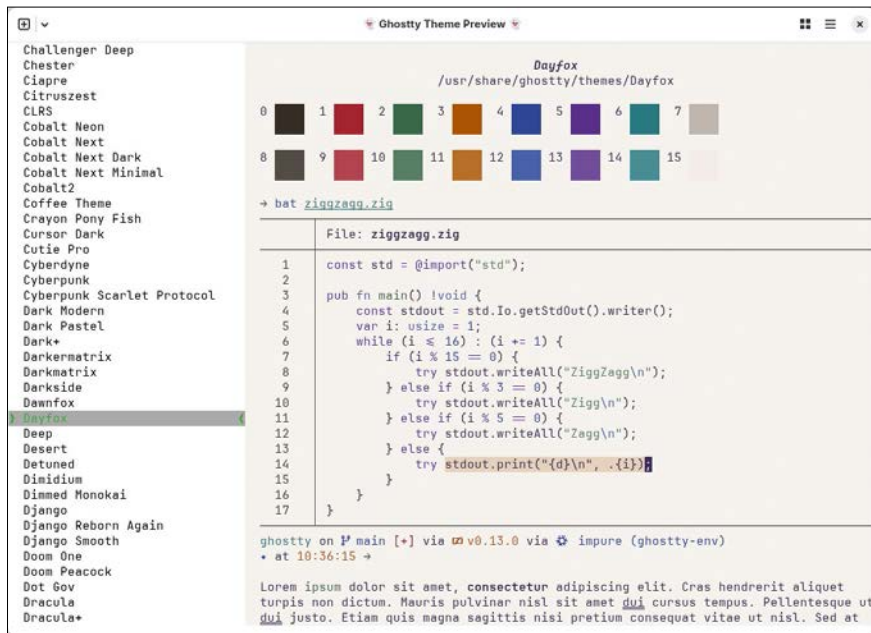 Ghostty Theme Preview
Challenger Deep
Chester
Ciapre
Citruszest
CLRS
Cobalt Neon
Cobalt Next
Cobalt Next Dark
Cobalt Next Minimal
Cobalt2
Coffee Theme
Crayon Pony Fish
Cursor Dark
Cutie Pro
Cyberdyne
Cyberpunk
Cyberpunk Scarlet Protocol
Dark Modern
Dark Pastel
Dark+
Darkermatrix
Darkmatrix
Darkside
Dawnfox
❯ Dayfox ❮
Deep
Desert
Detuned
Dimidium
Dimmed Monokai
Django
Django Reborn Again
Django Smooth
Doom One
Doom Peacock
Dot Gov
Dracula
Dracula+
Dayfox
/usr/share/ghostty/themes/Dayfox
0 1 2 3 4 5 6 7
8 9 10 11 12 13 14 15
→ bat ziggzagg.zig
File: ziggzagg.zig
1 const std = @import("std");
2
3 pub fn main() !void {
4 const stdout = std.Io.getStdOut().writer();
5 var i: usize = 1;
6 while (i ≤ 16) : (i += 1) {
7 if (i % 15 == 0) {
8 try stdout.writeAll("ZiggZagg\n");
9 } else if (i % 3 == 0) {
10 try stdout.writeAll("Zigg\n");
11 } else if (i % 5 == 0) {
12 try stdout.writeAll("Zagg\n");
13 } else {
14 try stdout.print("{d}\n", .{i});
15 }
16 }
17 }
ghostty on main [+] via v0.13.0 via impure (ghostty-env)
• at 10:36:15 →
Lorem ipsum dolor sit amet, consectetur adipiscing elit. Cras hendrerit aliquet
turpis non dictum. Mauris pulvinar nisl sit amet dui cursus tempus. Pellentesque ut
dui justo. Etiam quis magna sagittis nisi pretium consequat vitae ut nisl. Sed at